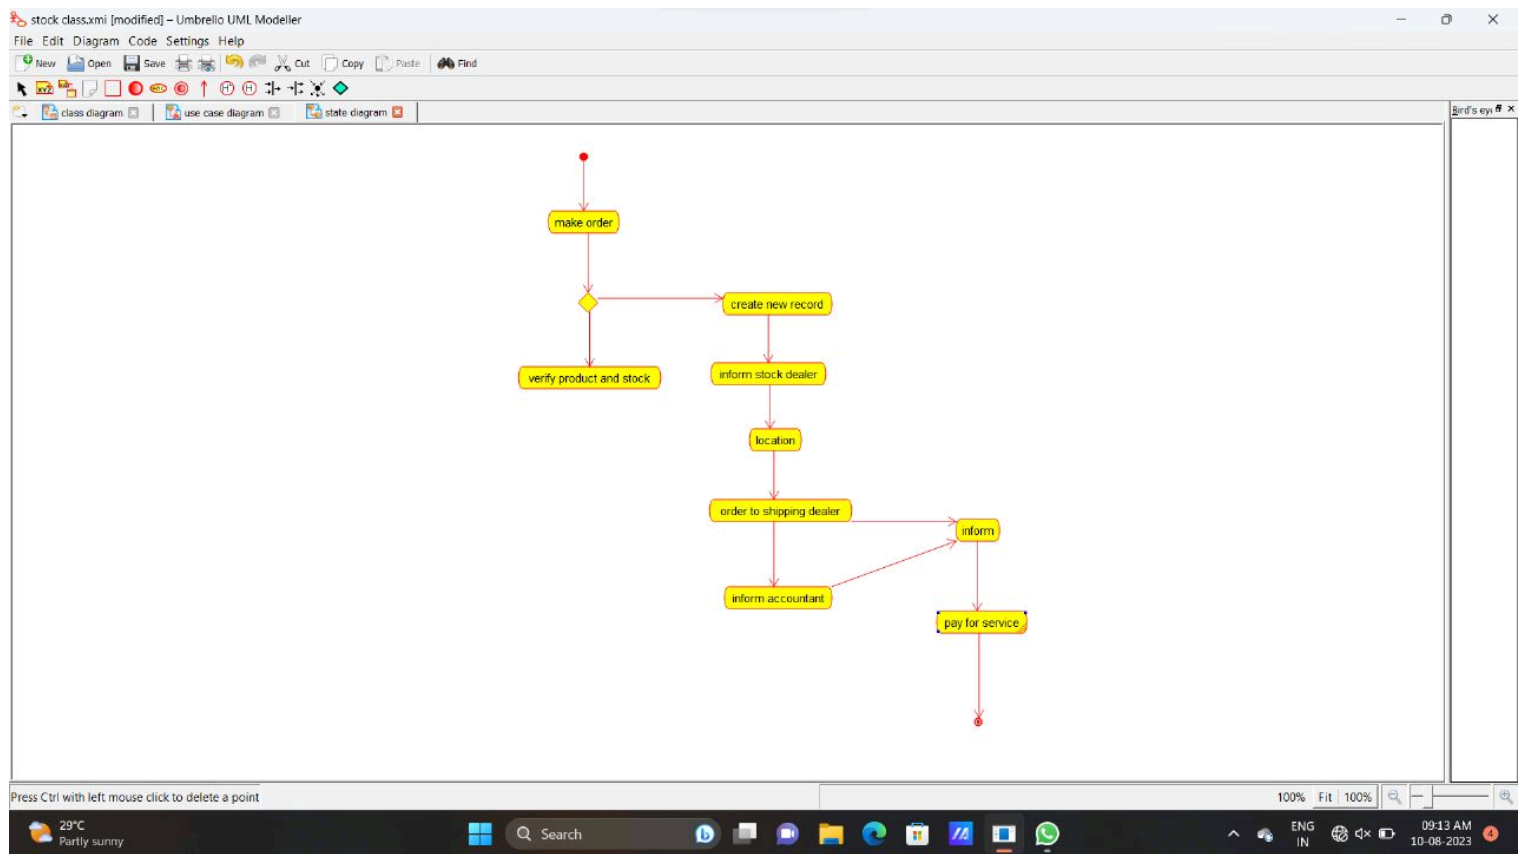 stock class.xmi [modified] – Umbrello UML Modeller
File Edit Diagram Code Settings Help
New Open Save Cut Copy Paste Find
class diagram use case diagram state diagram
Bird's ey
make order
create new record
verify product and stock
inform stock dealer
location
order to shipping dealer
inform
inform accountant
pay for service
Press Ctrl with left mouse click to delete a point
100% Fit 100%
29°C
Partly sunny
Search
ENG
IN
09:13 AM
10-08-2023
4